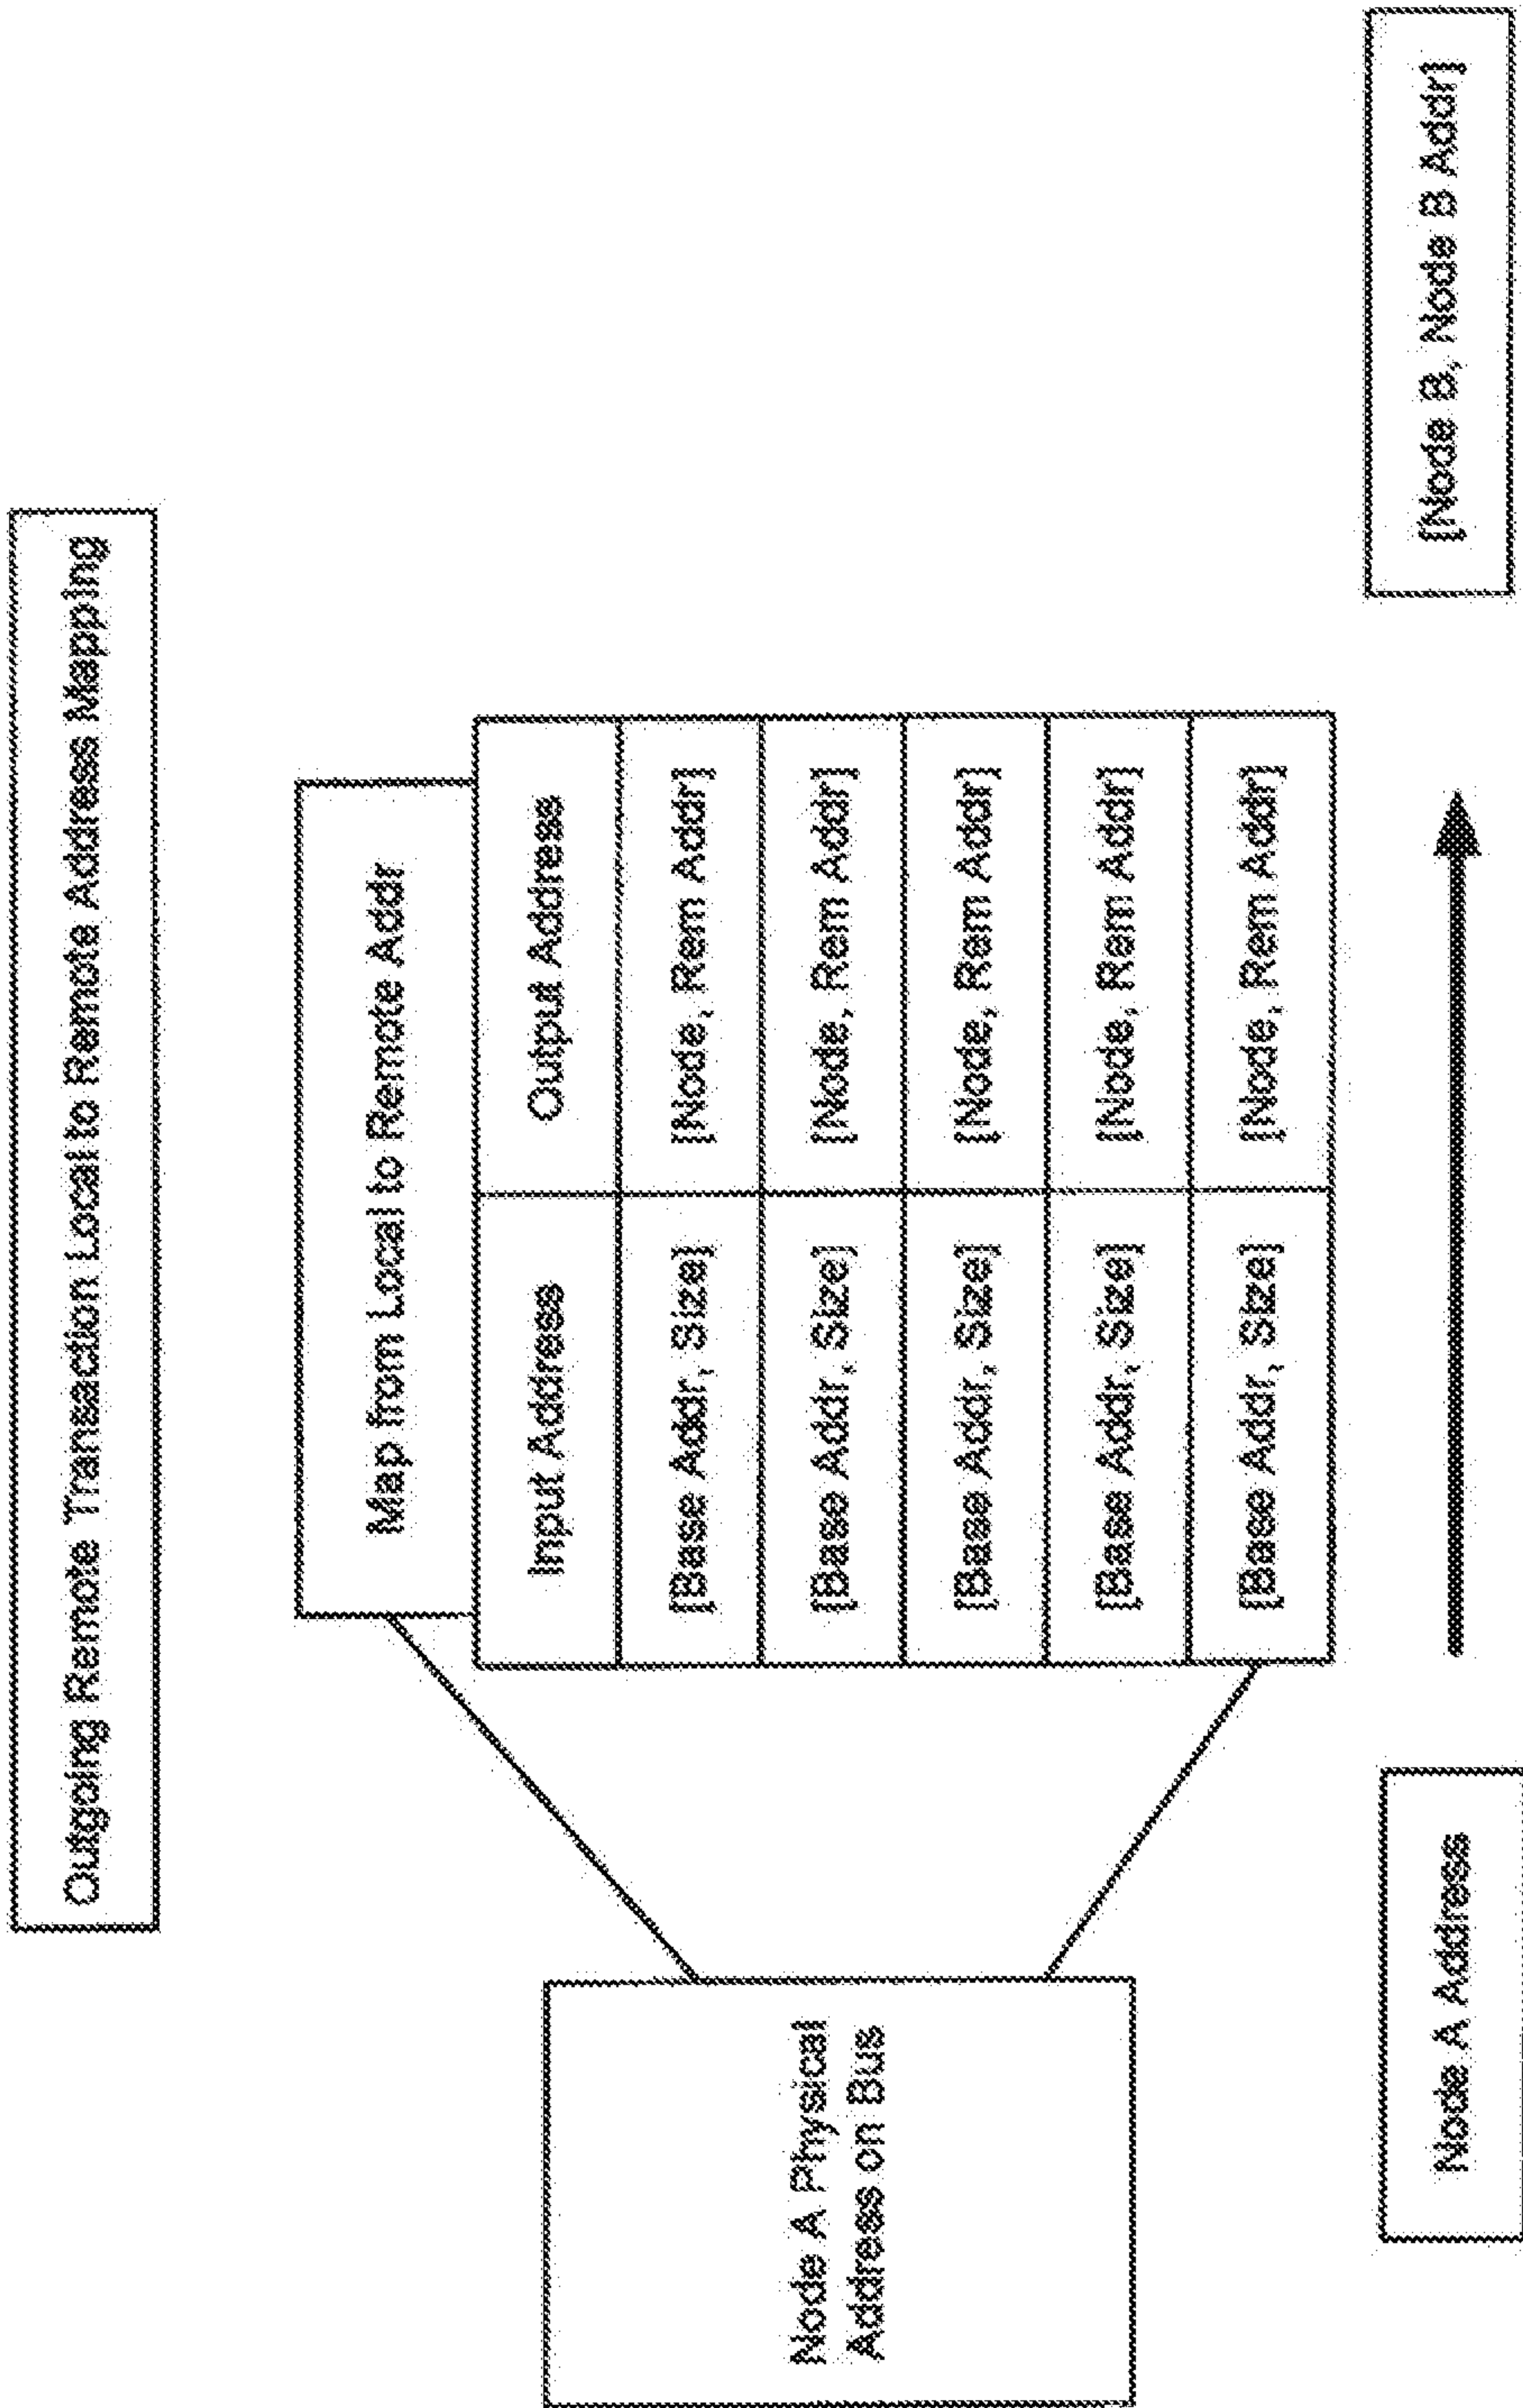 Outgoing Remote Transaction Local to Remote Address Mapping
Map from Local to Remote Addr
Input Address Output Address
[Base Addr, Size] [Node, Rem Addr]
[Base Addr, Size] [Node, Rem Addr]
[Base Addr, Size] [Node, Rem Addr]
[Base Addr, Size] [Node, Rem Addr]
[Base Addr, Size] [Node, Rem Addr]
Node A Physical
Address on Bus
Node A Address
[Node B, Node B Addr]